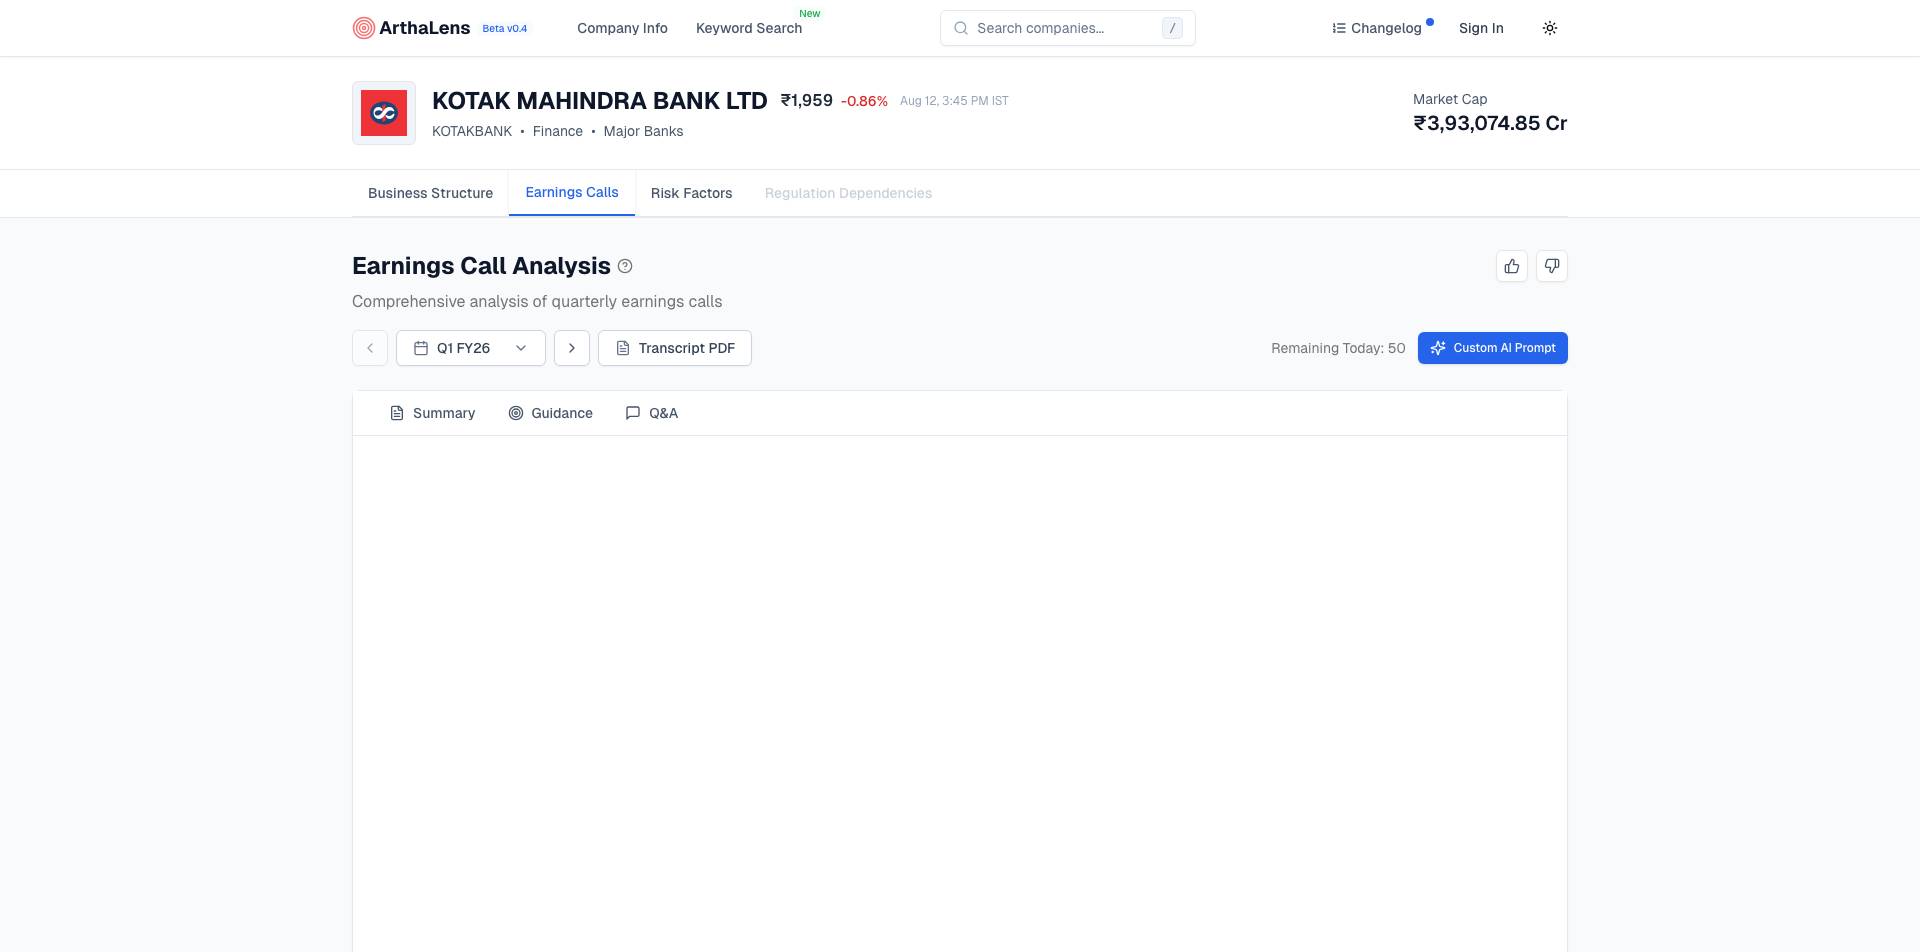 ArthaLens Beta v0.4 Company Info Keyword Search New Search companies... / Changelog Sign In
KOTAK MAHINDRA BANK LTD ₹1,959 -0.86% Aug 12, 3:45 PM IST
KOTAKBANK • Finance • Major Banks
Market Cap
₹3,93,074.85 Cr
Business Structure Earnings Calls Risk Factors Regulation Dependencies
Earnings Call Analysis
Comprehensive analysis of quarterly earnings calls
Q1 FY26 Transcript PDF Remaining Today: 50 Custom AI Prompt
Summary Guidance Q&A